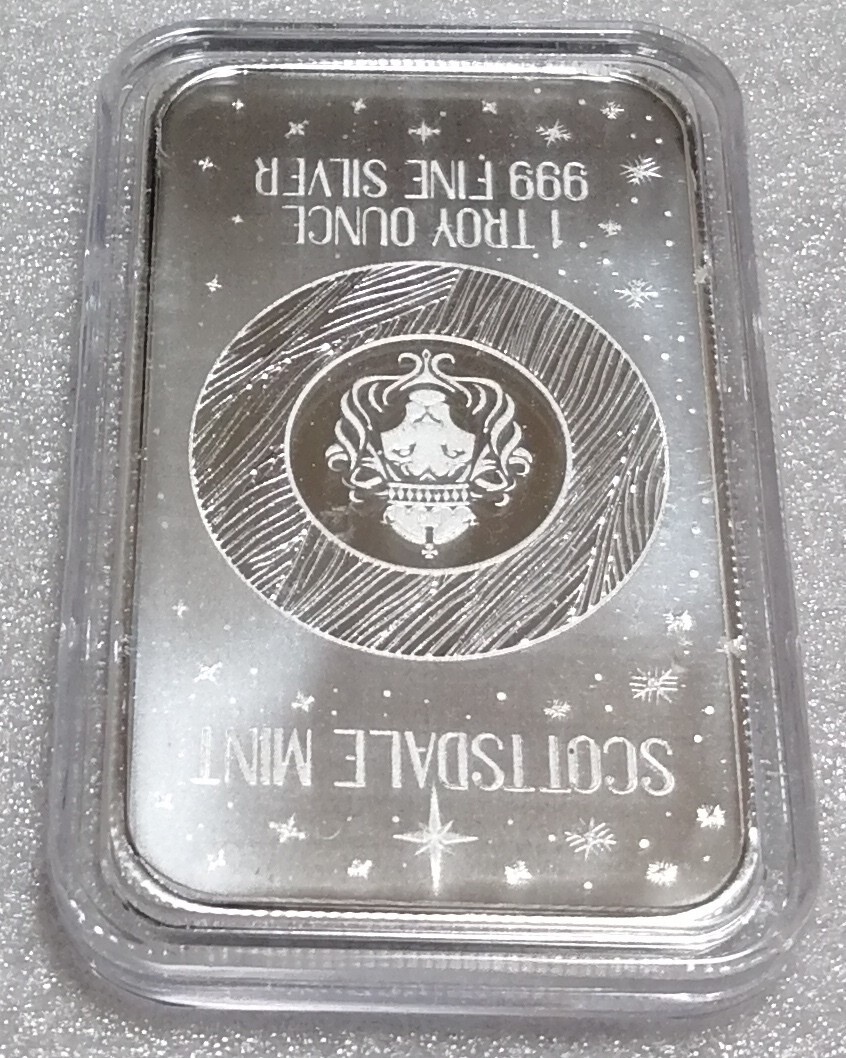 SCOTTSDALE MINT
1 TROY OUNCE
999 FINE SILVER